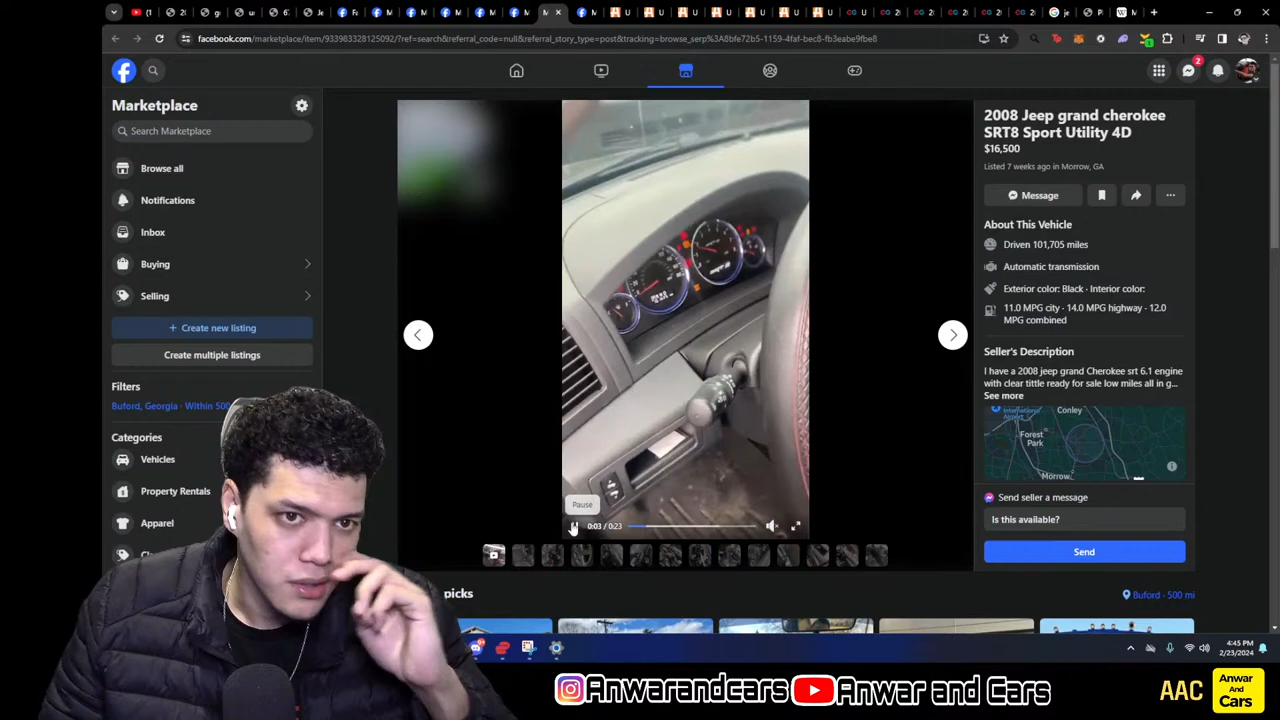 facebook.com/marketplace/item/933983328125092/?ref=search&referral_code=null&referral_story_type=post&tracking=browse_serp%3A8bfe72b5-1159-4faf-bec8-fb3eabe9fbe8
2
Marketplace
Search Marketplace
Browse all
Notifications
Inbox
Buying
Selling
+ Create new listing
Create multiple listings
Filters
Buford, Georgia · Within 500
Categories
Vehicles
Property Rentals
Apparel
Pause
0:03 / 0:23
2008 Jeep grand cherokee
SRT8 Sport Utility 4D
$16,500
Listed 7 weeks ago in Morrow, GA
Message
About This Vehicle
Driven 101,705 miles
Automatic transmission
Exterior color: Black · Interior color:
11.0 MPG city · 14.0 MPG highway · 12.0
MPG combined
Seller's Description
I have a 2008 jeep grand Cherokee srt 6.1 engine
with clear tittle ready for sale low miles all in g...
See more
International
Airport
Conley
Forest
Park
Morrow
Send seller a message
Is this available?
Send
picks
Buford · 500 mi
4:45 PM
2/23/2024
@Anwarandcars
Anwar and Cars
AAC
Anwar
And
Cars